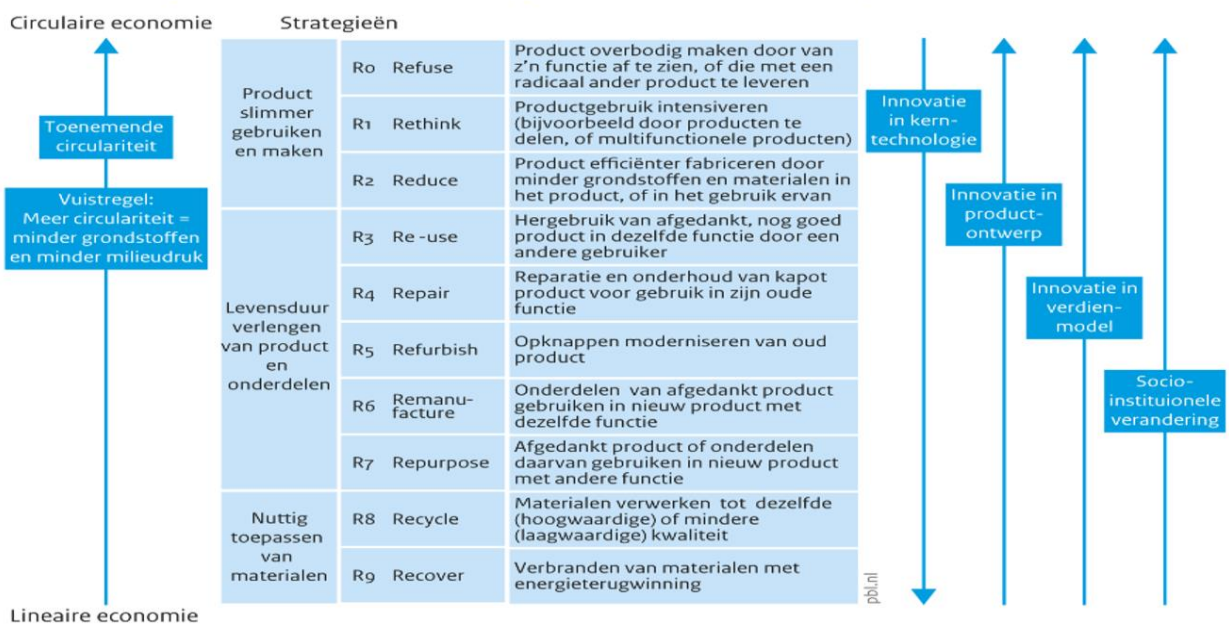 Circulaire economie
Strategieën
Toenemende
circulariteit
Vuistregel:
Meer circulariteit =
minder grondstoffen
en minder milieudruk
Lineaire economie
Product
slimmer
gebruiken
en maken
R0 Refuse
Product overbodig maken door van
z'n functie af te zien, of die met een
radicaal ander product te leveren
R1 Rethink
Productgebruik intensiveren
(bijvoorbeeld door producten te
delen, of multifunctionele producten)
R2 Reduce
Product efficiënter fabriceren door
minder grondstoffen en materialen in
het product, of in het gebruik ervan
Levensduur
verlengen
van product
en
onderdelen
R3 Re-use
Hergebruik van afgedankt, nog goed
product in dezelfde functie door een
andere gebruiker
R4 Repair
Reparatie en onderhoud van kapot
product voor gebruik in zijn oude
functie
R5 Refurbish
Opknappen moderniseren van oud
product
R6 Remanu-
facture
Onderdelen van afgedankt product
gebruiken in nieuw product met
dezelfde functie
R7 Repurpose
Afgedankt product of onderdelen
daarvan gebruiken in nieuw product
met andere functie
Nuttig
toepassen
van
materialen
R8 Recycle
Materialen verwerken tot dezelfde
(hoogwaardige) of mindere
(laagwaardige) kwaliteit
R9 Recover
Verbranden van materialen met
energieterugwinning
pbl.nl
Innovatie
in kern-
technologie
Innovatie in
product-
ontwerp
Innovatie in
verdien-
model
Socio-
instituionele
verandering